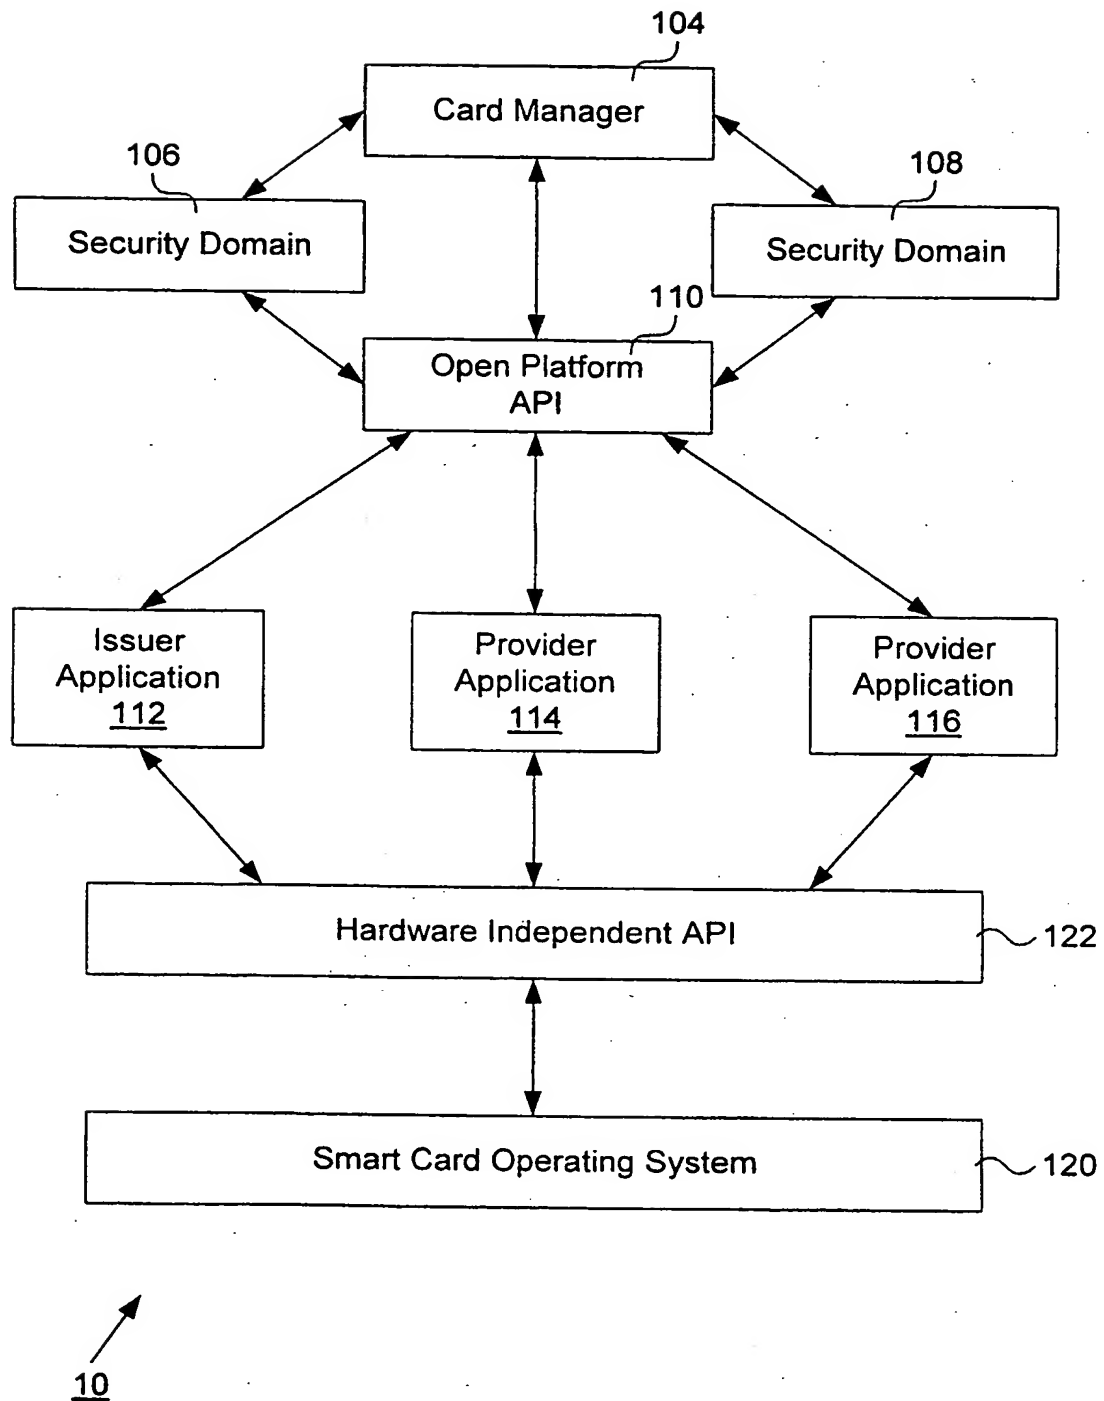 104
Card Manager
106
108
Security Domain
Security Domain
110
Open Platform
API
Issuer
Application
112
Provider
Application
114
Provider
Application
116
Hardware Independent API
122
Smart Card Operating System
120
10